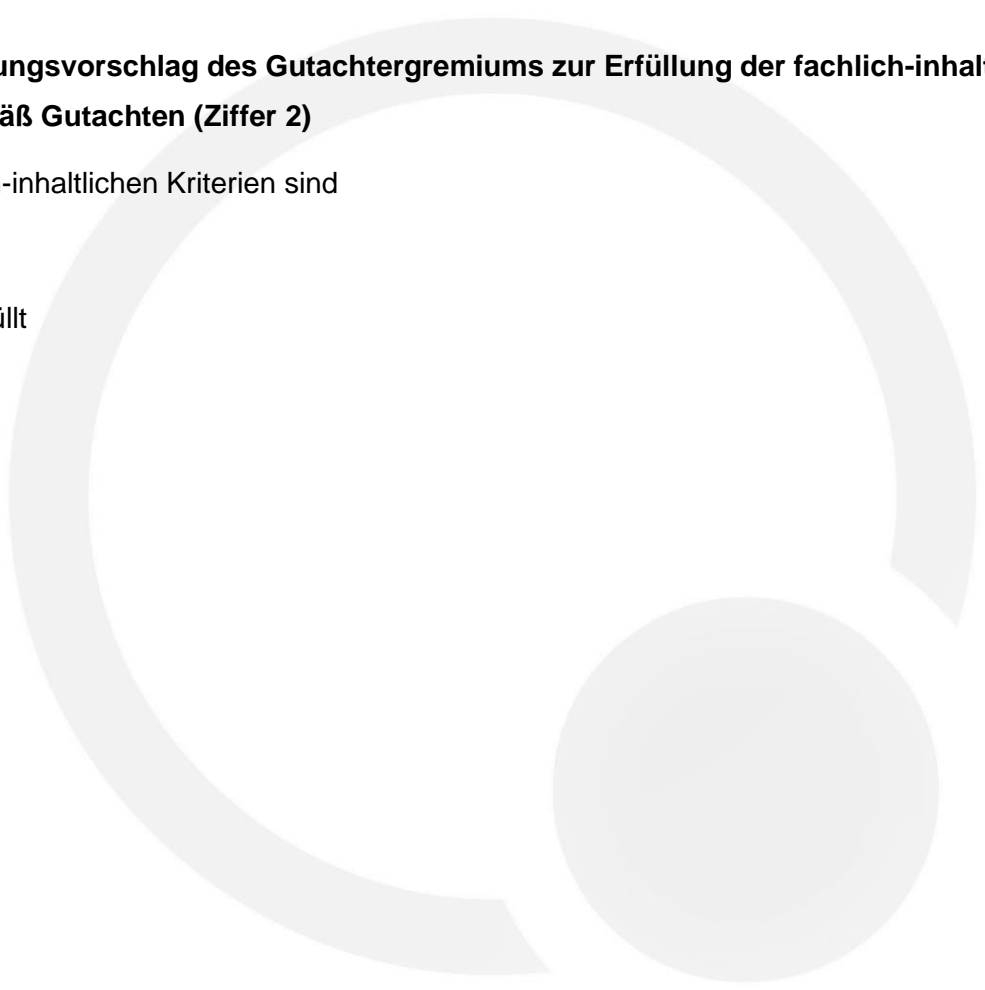 ungsvorschlag des Gutachtergremiums zur Erfüllung der fachlich-inhalt
äß Gutachten (Ziffer 2)
-inhaltlichen Kriterien sind
üllt